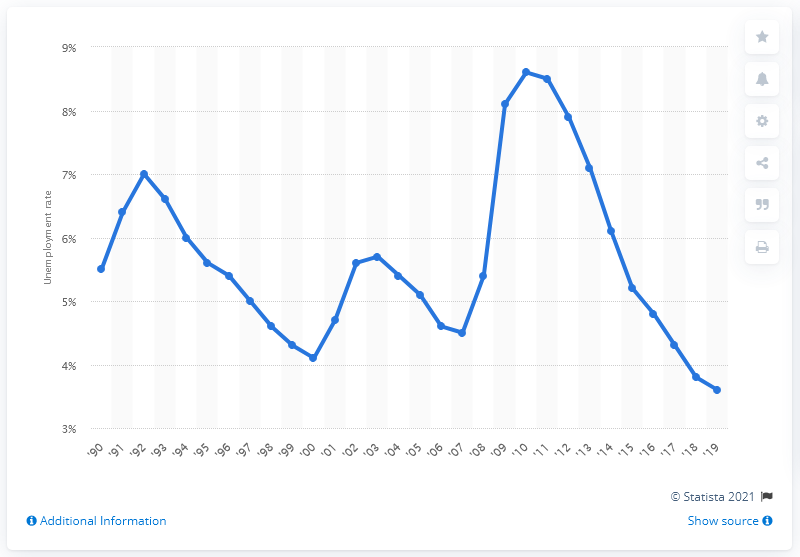 9%
8%
7%
6%
5%
4%
3%
Unemployment rate
'90 '91 '92 '93 '94 '95 '96 '97 '98 '99 '00 '01 '02 '03 '04 '05 '06 '07 '08 '09 '10 '11 '12 '13 '14 '15 '16 '17 '18 '19
© Statista 2021
Additional Information
Show source